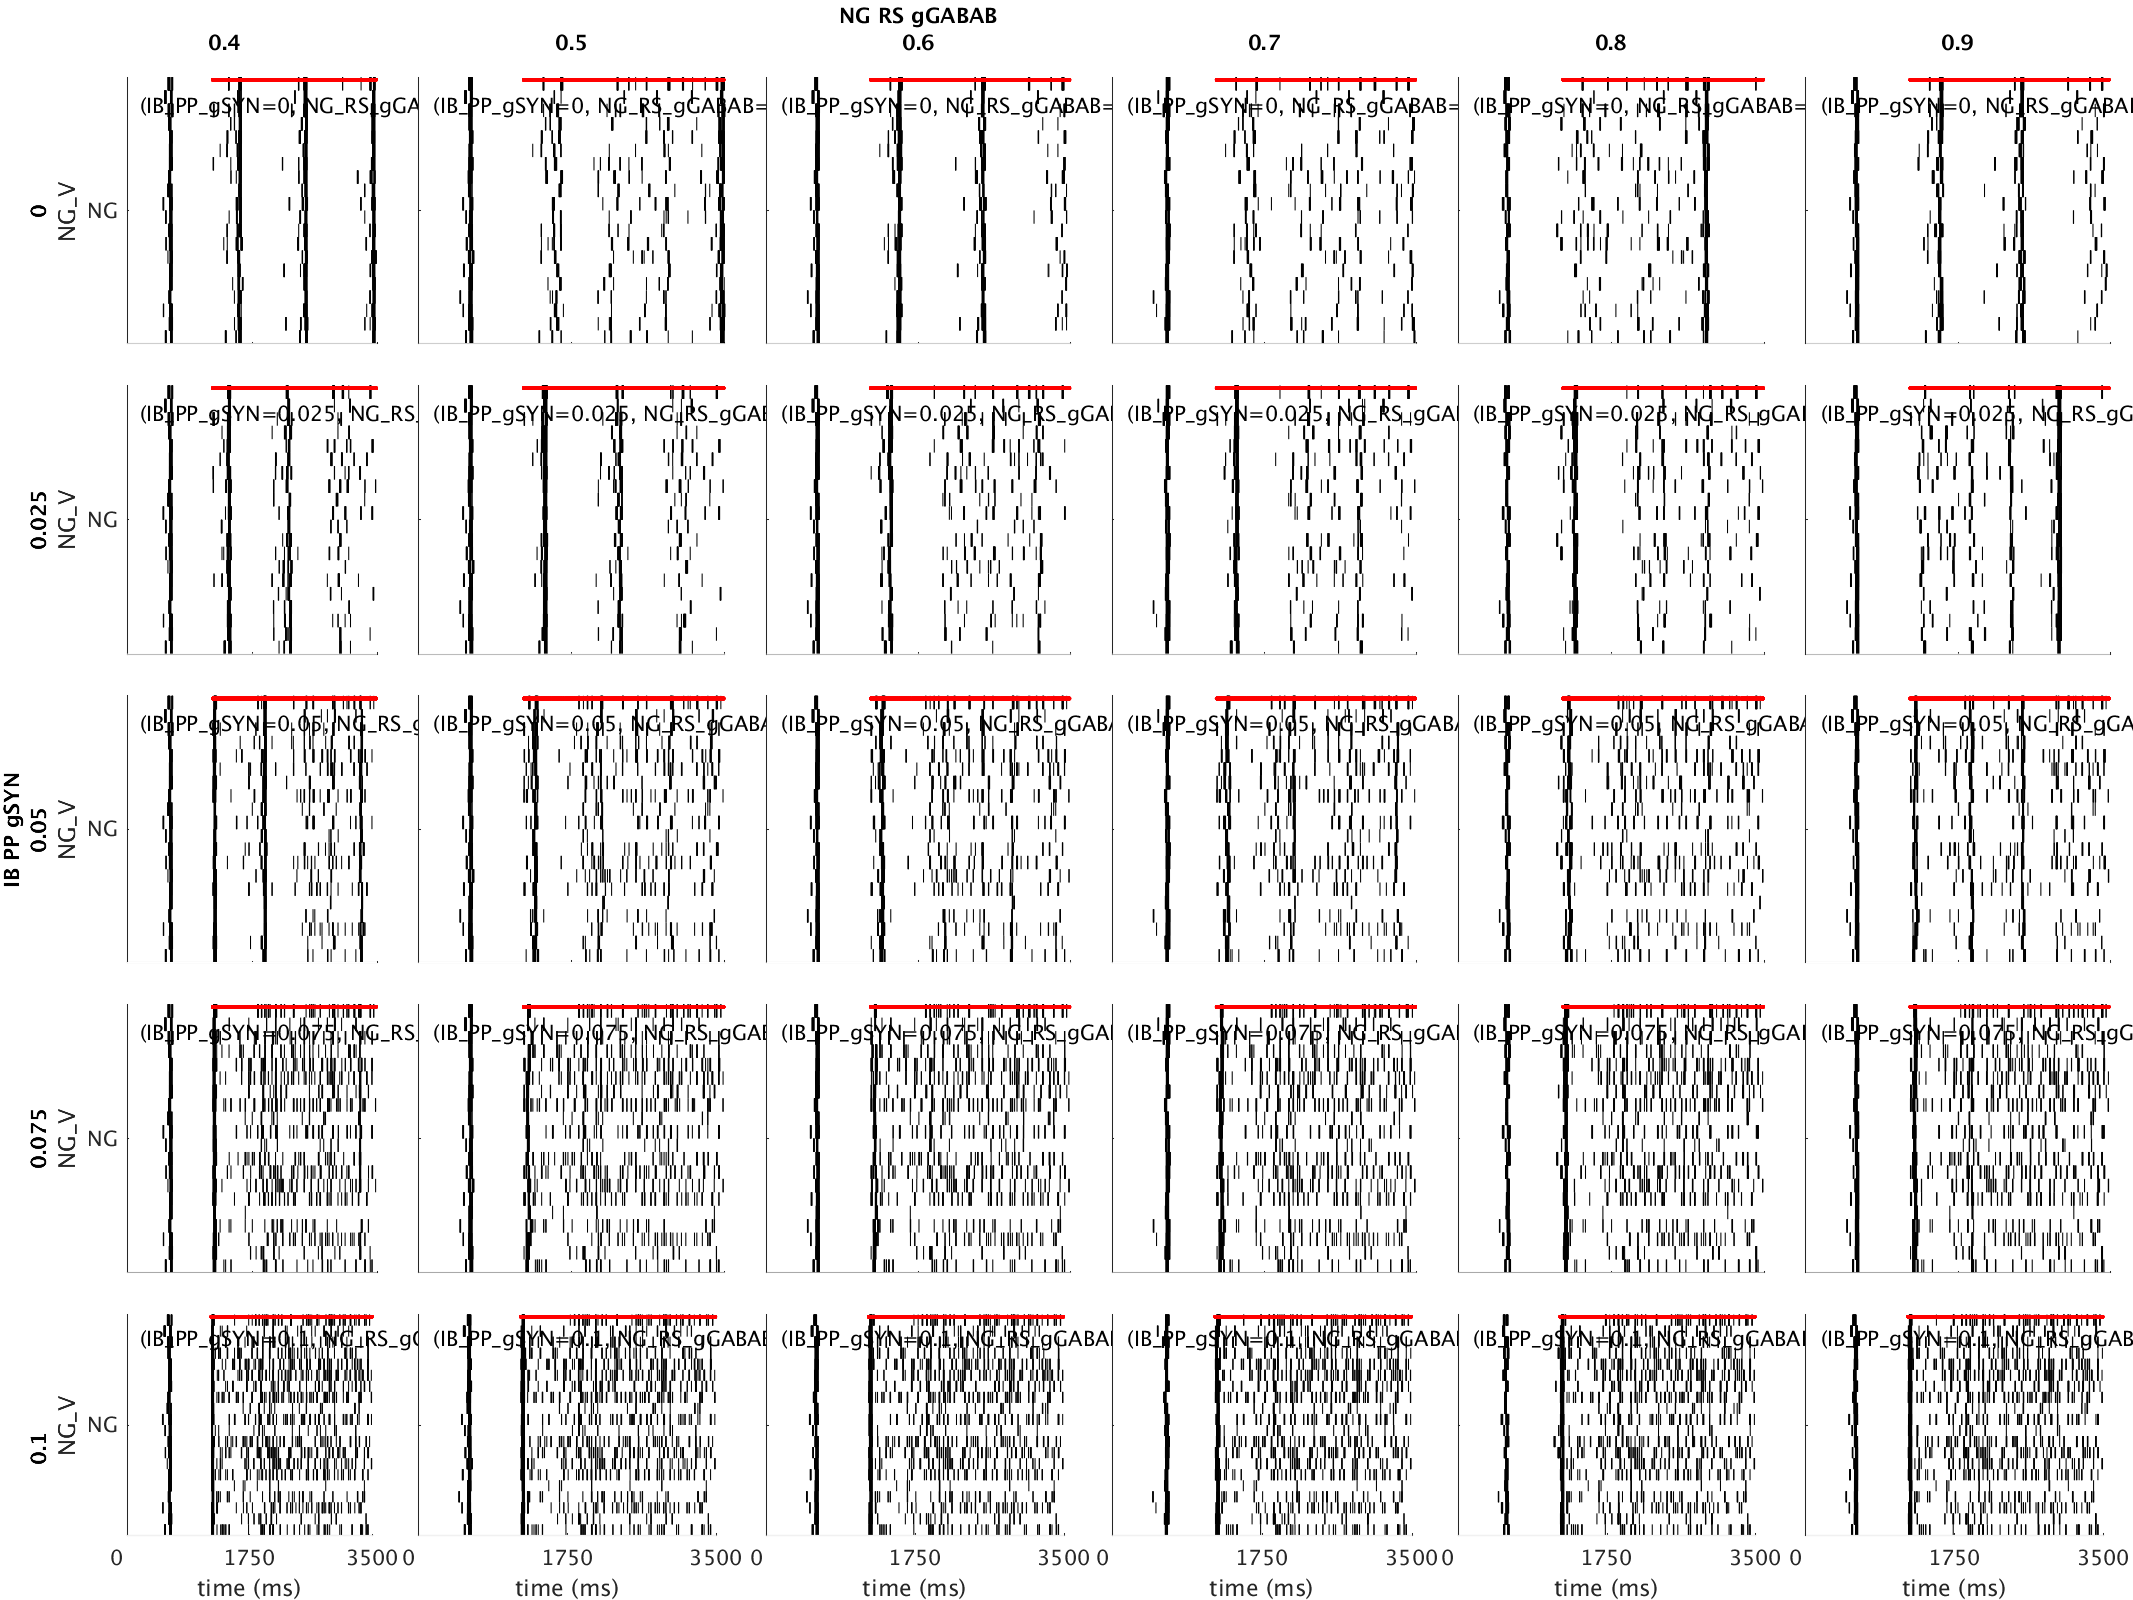 NG RS gGABAB
0.4 0.5 0.6 0.7 0.8 0.9
IB PP gSYN
0
NG_V
NG
(IB_PP_gSYN=0, NG_RS_gGA
(IB_PP_gSYN=0, NG_RS_gGABAB=
(IB_PP_gSYN=0, NG_RS_gGABAB=
(IB_PP_gSYN=0, NG_RS_gGABAB=
(IB_PP_gSYN=0, NG_RS_gGABAB=
(IB_PP_gSYN=0, NG_RS_gGABAI
0.025
NG_V
NG
(IB_PP_gSYN=0.025, NG_RS_
(IB_PP_gSYN=0.025, NG_RS_gGAB
(IB_PP_gSYN=0.025, NG_RS_gGAI
(IB_PP_gSYN=0.025, NG_RS_gGAI
(IB_PP_gSYN=0.025, NG_RS_gGAI
(IB_PP_gSYN=0.025, NG_RS_gG
0.05
NG_V
NG
(IB_PP_gSYN=0.05, NG_RS_g
(IB_PP_gSYN=0.05, NG_RS_gGABA
(IB_PP_gSYN=0.05, NG_RS_gGABA
(IB_PP_gSYN=0.05, NG_RS_gGABA
(IB_PP_gSYN=0.05, NG_RS_gGABA
(IB_PP_gSYN=0.05, NG_RS_gGA
0.075
NG_V
NG
(IB_PP_gSYN=0.075, NG_RS_
(IB_PP_gSYN=0.075, NG_RS_gGAB
(IB_PP_gSYN=0.075, NG_RS_gGAI
(IB_PP_gSYN=0.075, NG_RS_gGAI
(IB_PP_gSYN=0.075, NG_RS_gGAI
(IB_PP_gSYN=0.075, NG_RS_gG
0.1
NG_V
NG
(IB_PP_gSYN=0.1, NG_RS_gG
(IB_PP_gSYN=0.1, NG_RS_gGABAB
(IB_PP_gSYN=0.1, NG_RS_gGABAI
(IB_PP_gSYN=0.1, NG_RS_gGABAI
(IB_PP_gSYN=0.1, NG_RS_gGABAI
(IB_PP_gSYN=0.1, NG_RS_gGABAI
0 1750 3500 0 1750 3500 0 1750 3500 0 1750 3500 0 1750 3500 0 1750 3500
time (ms) time (ms) time (ms) time (ms) time (ms) time (ms)